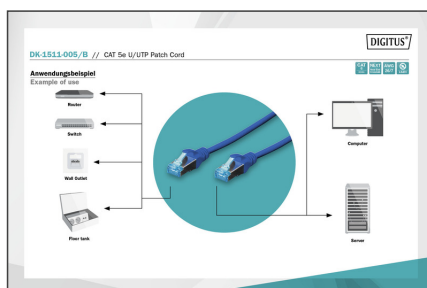 DIGITUS®
DK-1511-005/B // CAT 5e U/UTP Patch Cord
Anwendungsbeispiel
Example of use
Router
Switch
Wall Outlet
Floor tank
Computer
Server